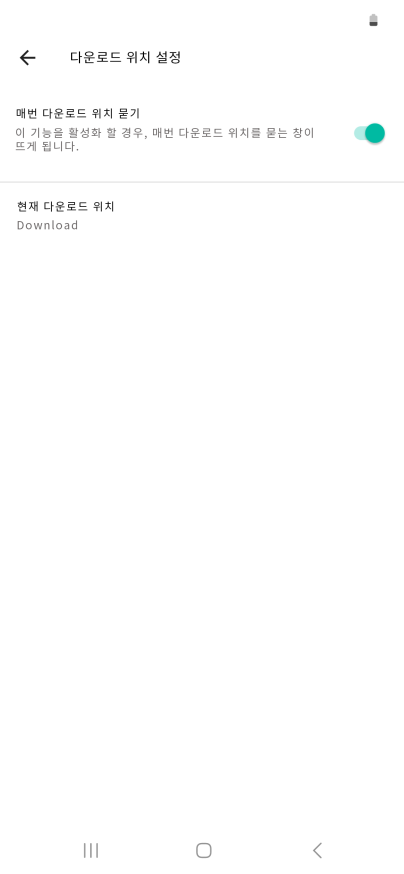 다운로드 위치 설정
매번 다운로드 위치 묻기
이 기능을 활성화 할 경우, 매번 다운로드 위치를 묻는 창이
뜨게 됩니다.
현재 다운로드 위치
Download